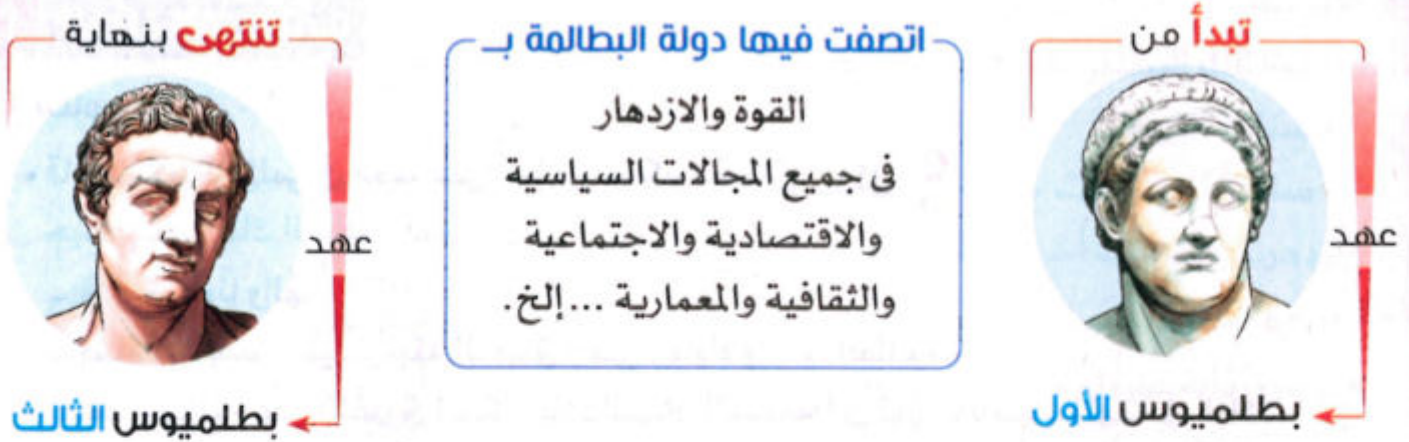 تبدأ من
عهد
بطلميوس الأول
اتصفت فيها دولة البطالمة بـ
القوة والازدهار
فى جميع المجالات السياسية
والاقتصادية والاجتماعية
والثقافية والمعمارية ... إلخ.
تنتهى بنهاية
عهد
بطلميوس الثالث